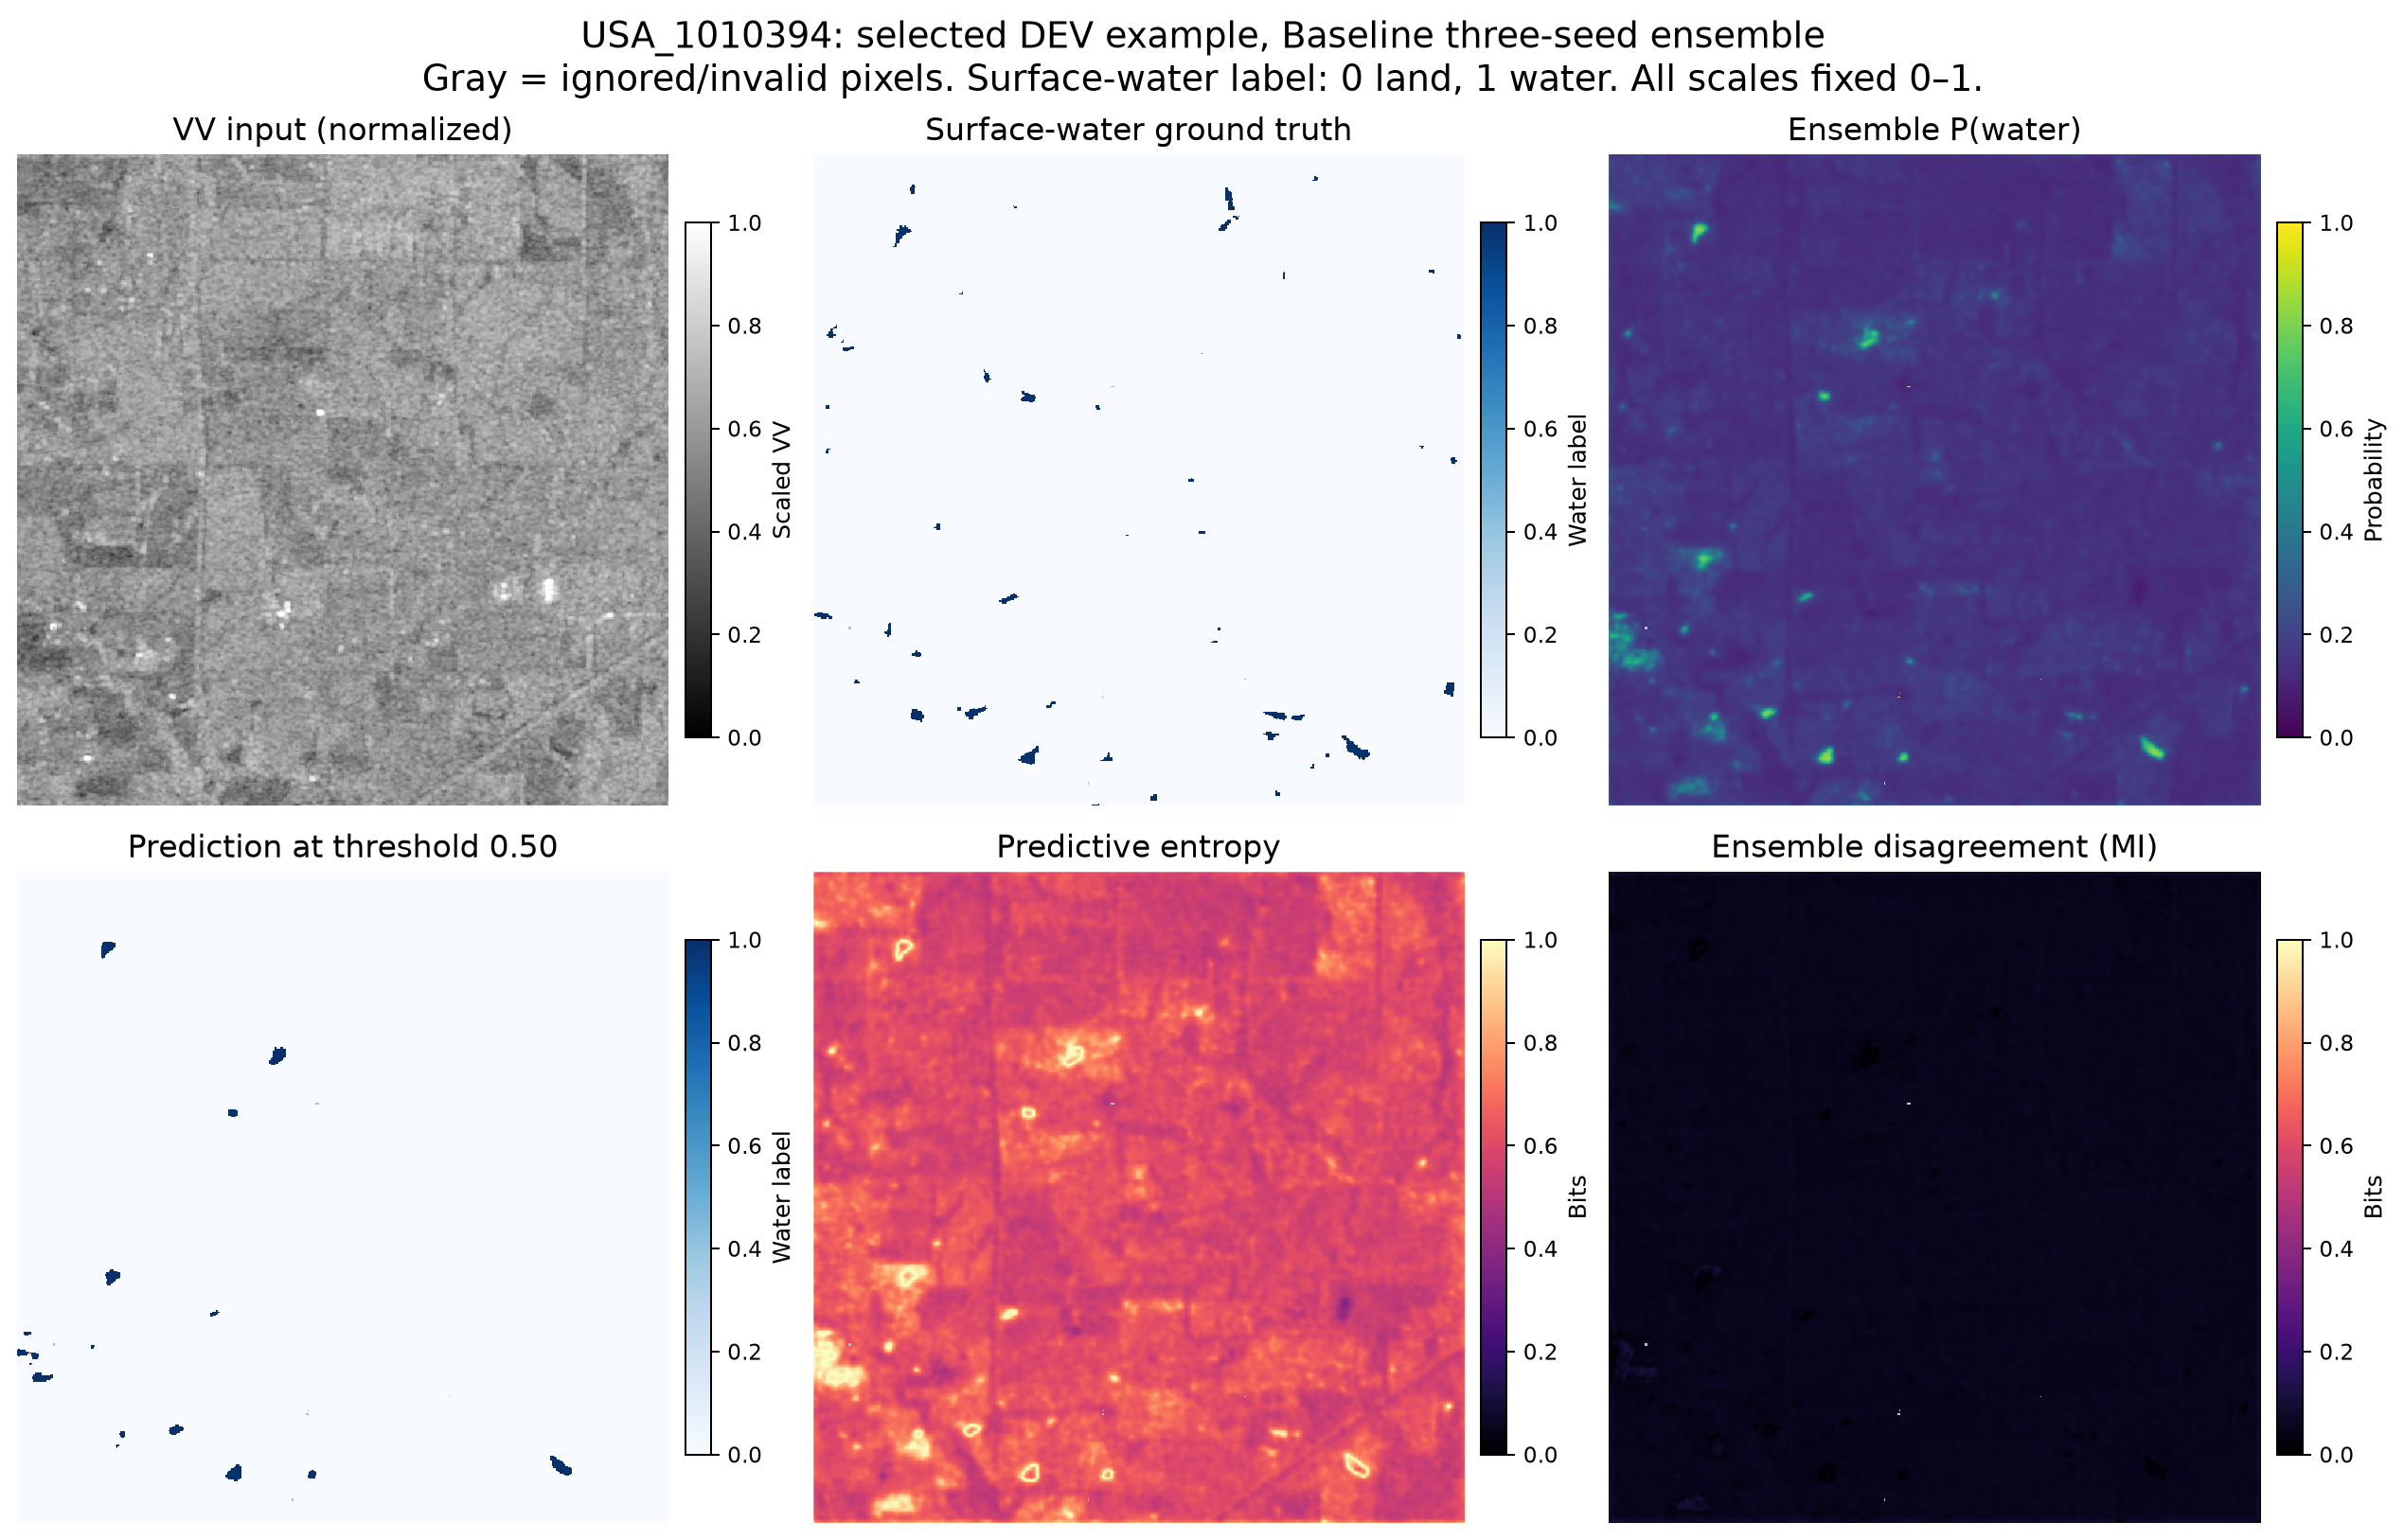 USA_1010394: selected DEV example, Baseline three-seed ensemble
Gray = ignored/invalid pixels. Surface-water label: 0 land, 1 water. All scales fixed 0–1.
VV input (normalized)
1.0
0.8
0.6
0.4
0.2
0.0
Scaled VV
Surface-water ground truth
1.0
0.8
0.6
0.4
0.2
0.0
Water label
Ensemble P(water)
1.0
0.8
0.6
0.4
0.2
0.0
Probability
Prediction at threshold 0.50
1.0
0.8
0.6
0.4
0.2
0.0
Water label
Predictive entropy
1.0
0.8
0.6
0.4
0.2
0.0
Bits
Ensemble disagreement (MI)
1.0
0.8
0.6
0.4
0.2
0.0
Bits